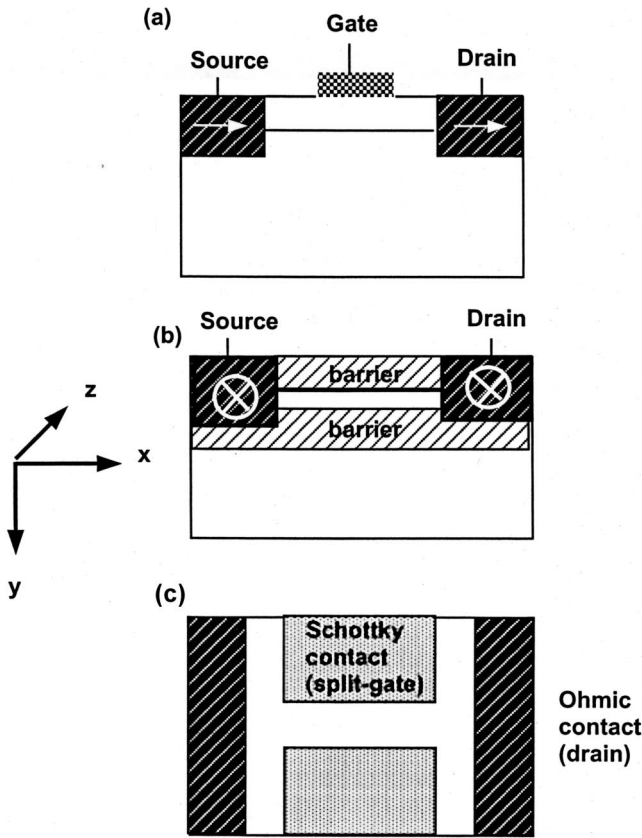 (a)
Gate
Source
Drain
(b)
Source
Drain
barrier
barrier
z
x
y
(c)
Schottky
contact
(split-gate)
Ohmic
contact
(drain)